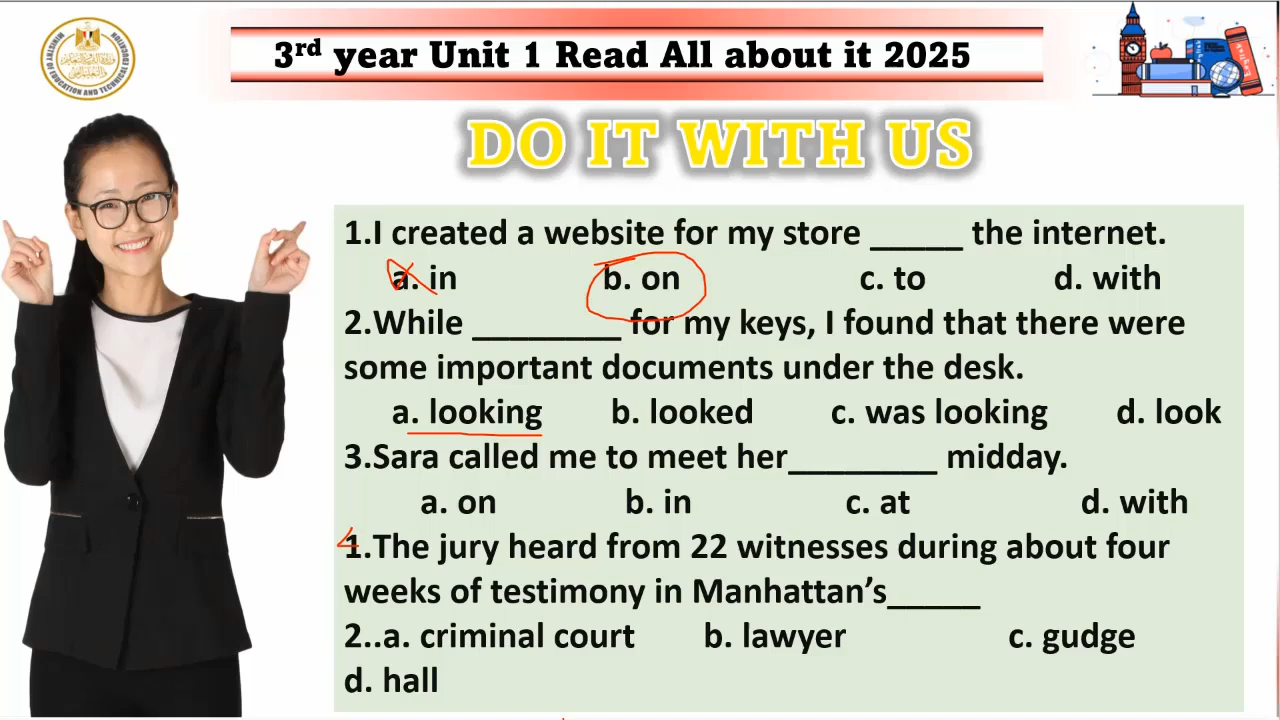 3rd year Unit 1 Read All about it 2025
DO IT WITH US
1.I created a website for my store _____ the internet.
a. in b. on c. to d. with
2.While ________ for my keys, I found that there were
some important documents under the desk.
a. looking b. looked c. was looking d. look
3.Sara called me to meet her________ midday.
a. on b. in c. at d. with
1.The jury heard from 22 witnesses during about four
weeks of testimony in Manhattan’s_____
2..a. criminal court b. lawyer c. gudge
d. hall